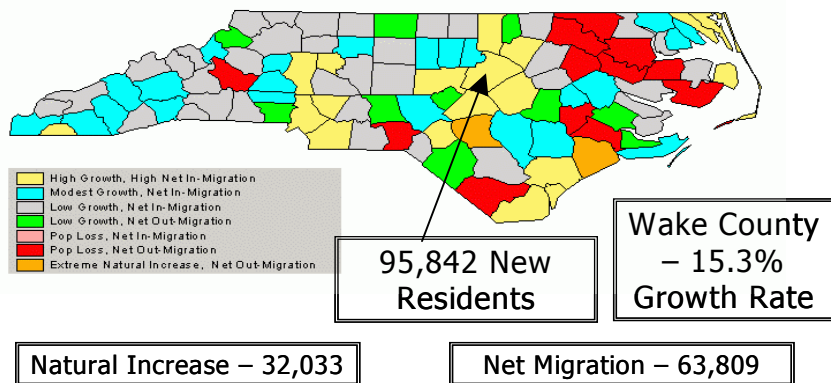 High Growth, High Net In-Migration
Modest Growth, Net In-Migration
Low Growth, Net In-Migration
Low Growth, Net Out-Migration
Pop Loss, Net In-Migration
Pop Loss, Net Out-Migration
Extreme Natural Increase, Net Out-Migration
95,842 New
Residents
Wake County
– 15.3%
Growth Rate
Natural Increase – 32,033
Net Migration – 63,809